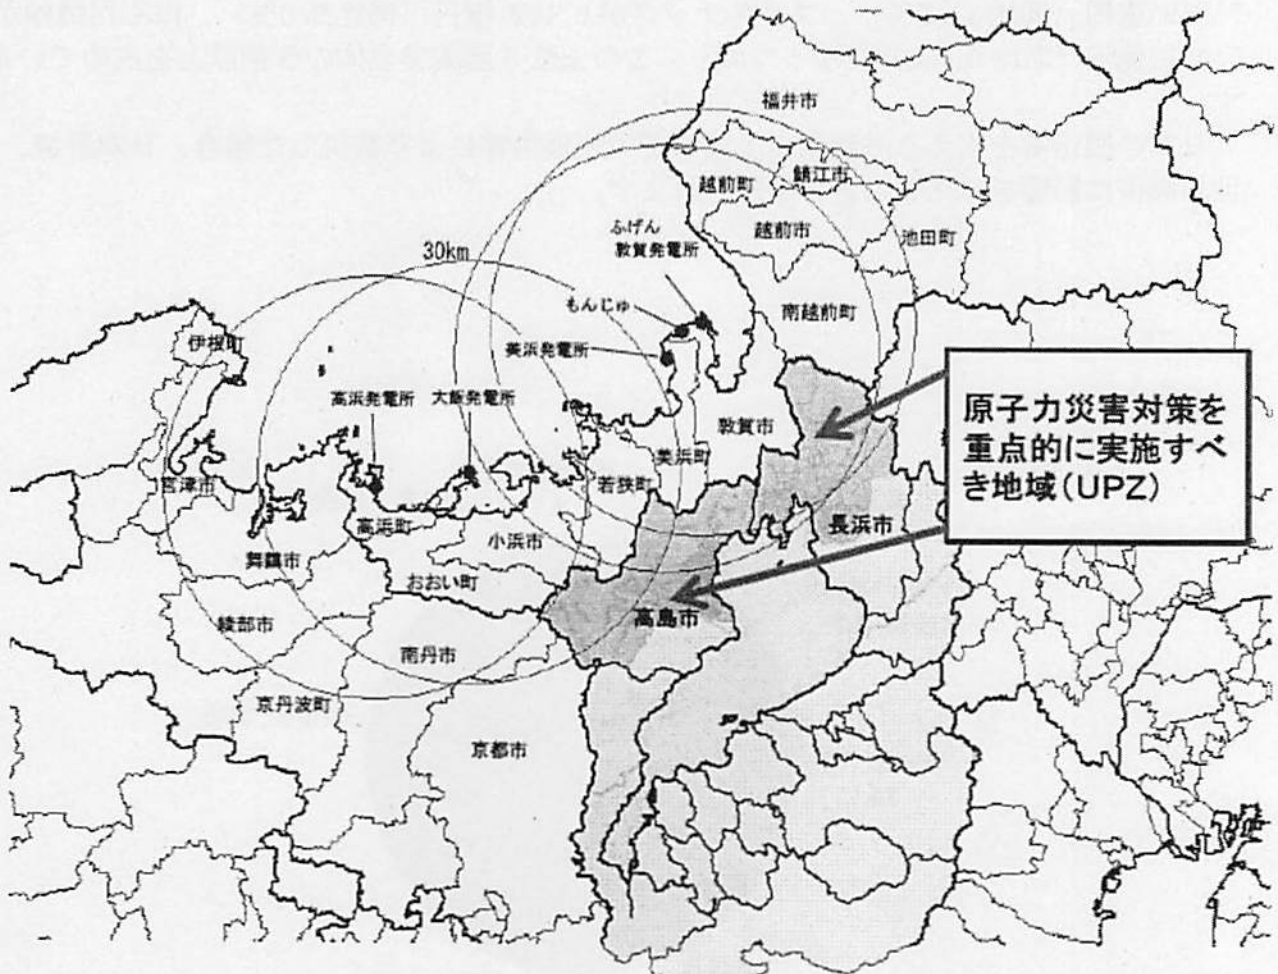 福井市
越前町
鯖江市
越前市
池田町
ふげん
敦賀発電所
30km
もんじゅ
南越前町
伊根町
美浜発電所
高浜発電所
大飯発電所
敦賀市
美浜町
若狭町
宮津市
高浜町
小浜市
長浜市
舞鶴市
おおい町
高島市
綾部市
南丹市
京丹波町
京都市
原子力災害対策を
重点的に実施すべ
き地域(UPZ)